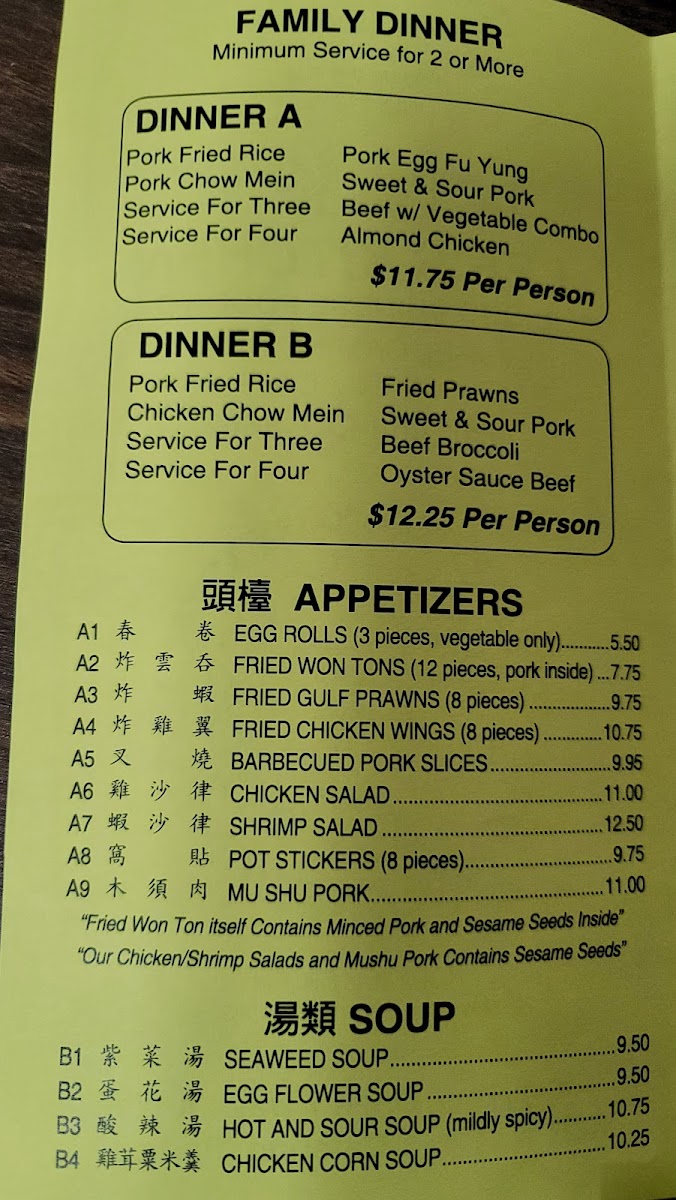 FAMILY DINNER
Minimum Service for 2 or More
DINNER A
Pork Fried Rice Pork Egg Fu Yung
Pork Chow Mein Sweet & Sour Pork
Service For Three Beef w/ Vegetable Combo
Service For Four Almond Chicken
$11.75 Per Person
DINNER B
Pork Fried Rice Fried Prawns
Chicken Chow Mein Sweet & Sour Pork
Service For Three Beef Broccoli
Service For Four Oyster Sauce Beef
$12.25 Per Person
頭檯 APPETIZERS
A1 春卷 EGG ROLLS (3 pieces, vegetable only)...........5.50
A2 炸雲吞 FRIED WON TONS (12 pieces, pork inside) ...7.75
A3 炸蝦 FRIED GULF PRAWNS (8 pieces) ...................9.75
A4 炸雞翼 FRIED CHICKEN WINGS (8 pieces) .............10.75
A5 叉燒 BARBECUED PORK SLICES.............................9.95
A6 雞沙律 CHICKEN SALAD..................................................11.00
A7 蝦沙律 SHRIMP SALAD .....................................................12.50
A8 窩貼 POT STICKERS (8 pieces)...................................9.75
A9 木須肉 MU SHU PORK.......................................................11.00
“Fried Won Ton itself Contains Minced Pork and Sesame Seeds Inside”
“Our Chicken/Shrimp Salads and Mushu Pork Contains Sesame Seeds”
湯類 SOUP
B1 紫菜湯 SEAWEED SOUP......................................................9.50
B2 蛋花湯 EGG FLOWER SOUP .............................................9.50
B3 酸辣湯 HOT AND SOUR SOUP (mildly spicy)............10.75
B4 雞茸粟米羹 CHICKEN CORN SOUP.......................................10.25